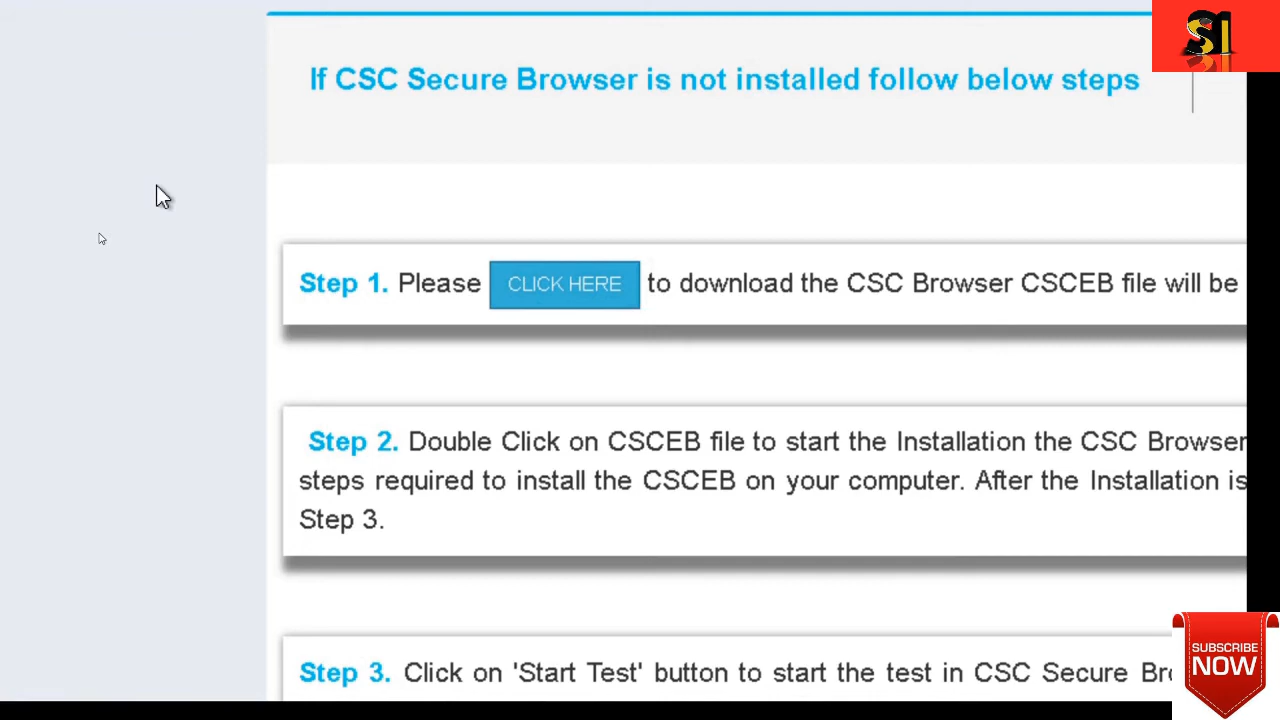 SI
If CSC Secure Browser is not installed follow below steps
Step 1. Please CLICK HERE to download the CSC Browser CSCEB file will be
Step 2. Double Click on CSCEB file to start the Installation the CSC Browser
steps required to install the CSCEB on your computer. After the Installation is
Step 3.
Step 3. Click on 'Start Test' button to start the test in CSC Secure
SUBSCRIBE
NOW